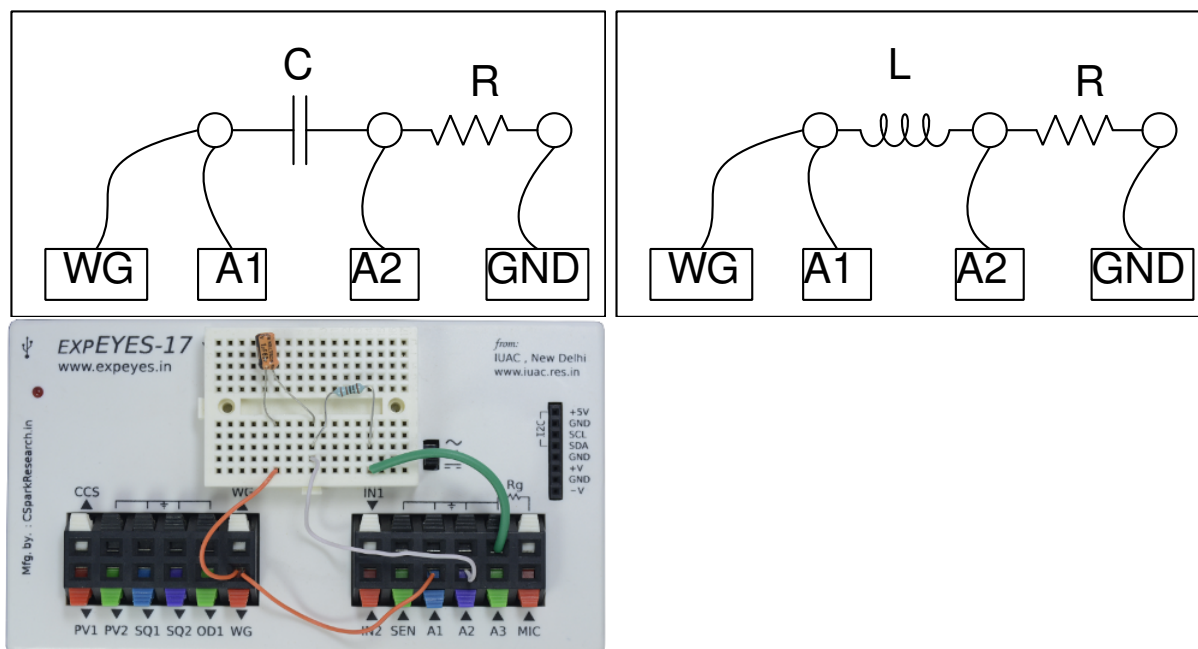 C
R
WG
A1
A2
GND
L
R
WG
A1
A2
GND
EXPEYES-17
www.expeyes.in
from:
IUAC , New Delhi
www.iuac.res.in
Mfg. by. : CSparkResearch.in
I2C
+5V
GND
SCL
SDA
GND
+V
GND
-V
CCS
WG
IN1
Rg
PV1 PV2 SQ1 SQ2 OD1 WG
IN2 SEN A1 A2 A3 MIC